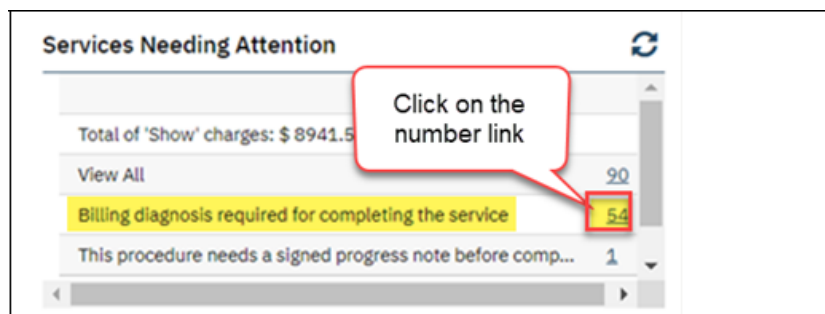 Services Needing Attention
Click on the
number link
Total of 'Show' charges: $ 8941.5
View All 90
Billing diagnosis required for completing the service 54
This procedure needs a signed progress note before comp... 1